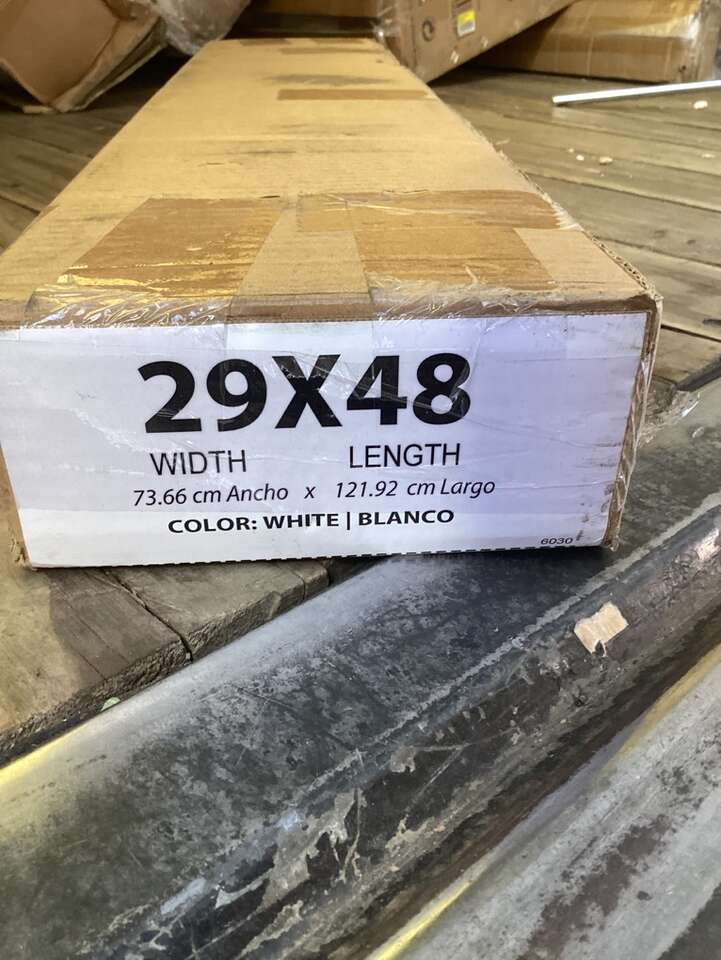 29X48
WIDTH LENGTH
73.66 cm Ancho x 121.92 cm Largo
COLOR: WHITE | BLANCO
6030